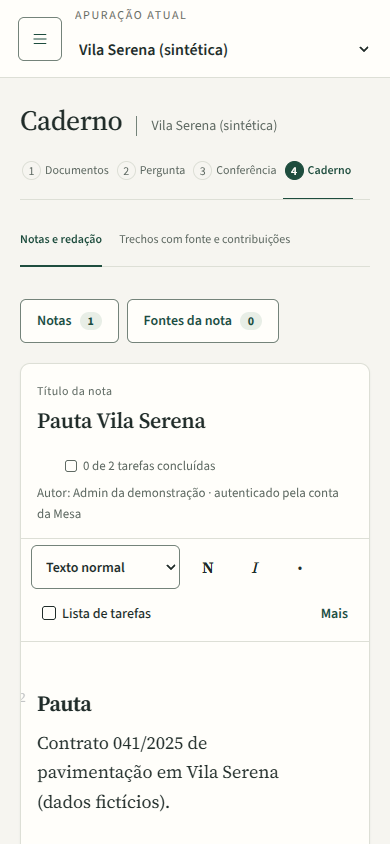 APURAÇÃO ATUAL
Vila Serena (sintética)
Caderno
Vila Serena (sintética)
1 Documentos 2 Pergunta 3 Conferência 4 Caderno
Notas e redação Trechos com fonte e contribuições
Notas 1 Fontes da nota 0
Título da nota
Pauta Vila Serena
0 de 2 tarefas concluídas
Autor: Admin da demonstração · autenticado pela conta
da Mesa
Texto normal N I •
Lista de tarefas Mais
2 Pauta
Contrato 041/2025 de
pavimentação em Vila Serena
(dados fictícios).